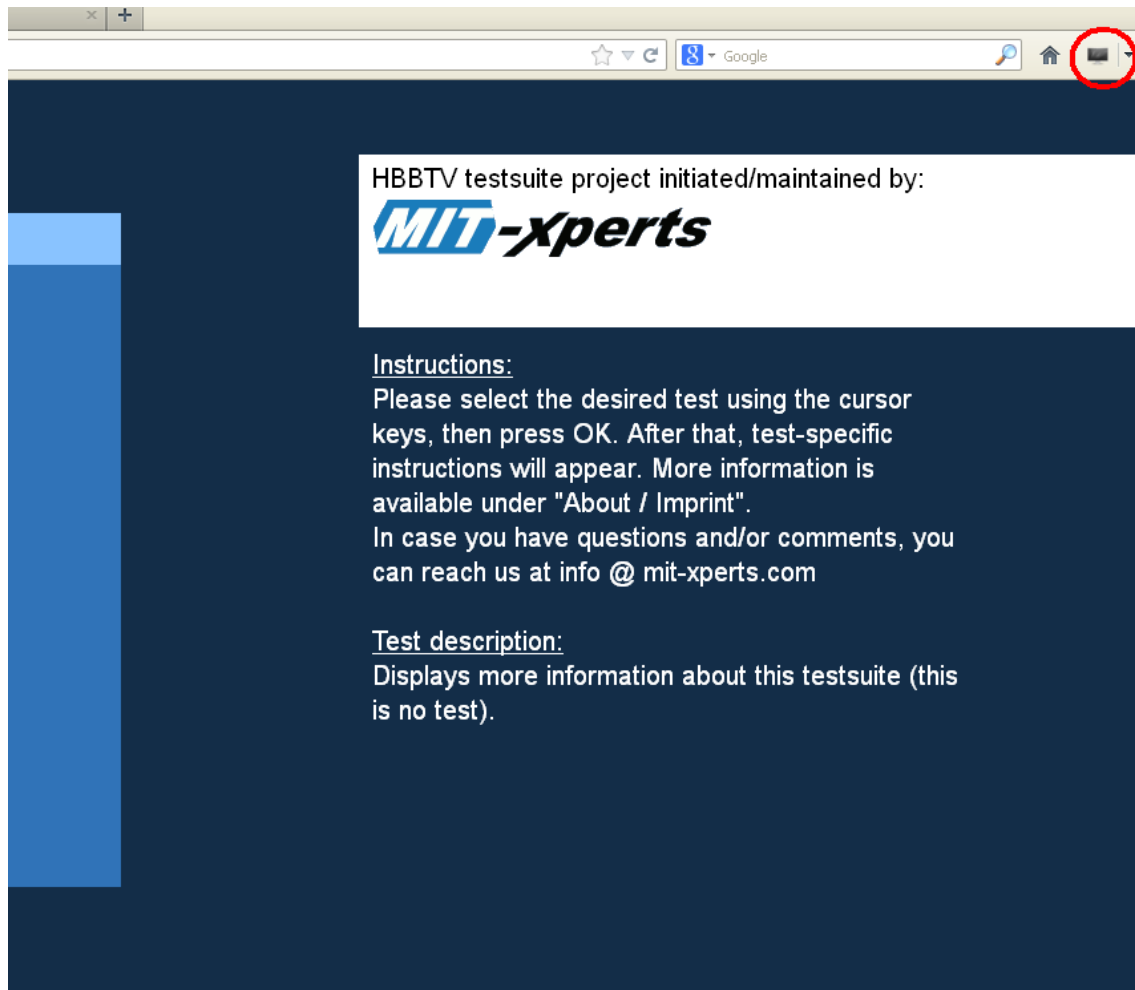 Google
HBBTV testsuite project initiated/maintained by:
MIT-xperts
Instructions:
Please select the desired test using the cursor
keys, then press OK. After that, test-specific
instructions will appear. More information is
available under "About / Imprint".
In case you have questions and/or comments, you
can reach us at info @ mit-xperts.com
Test description:
Displays more information about this testsuite (this
is no test).